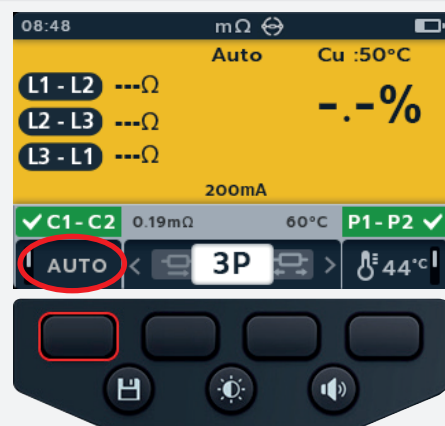 08:48 mΩ
Auto Cu :50°C
L1 - L2 ---Ω
-.-%
L2 - L3 ---Ω
L3 - L1 ---Ω
200mA
✓ C1 - C2 0.19mΩ 60°C P1 - P2 ✓
AUTO < 3P > 44°C